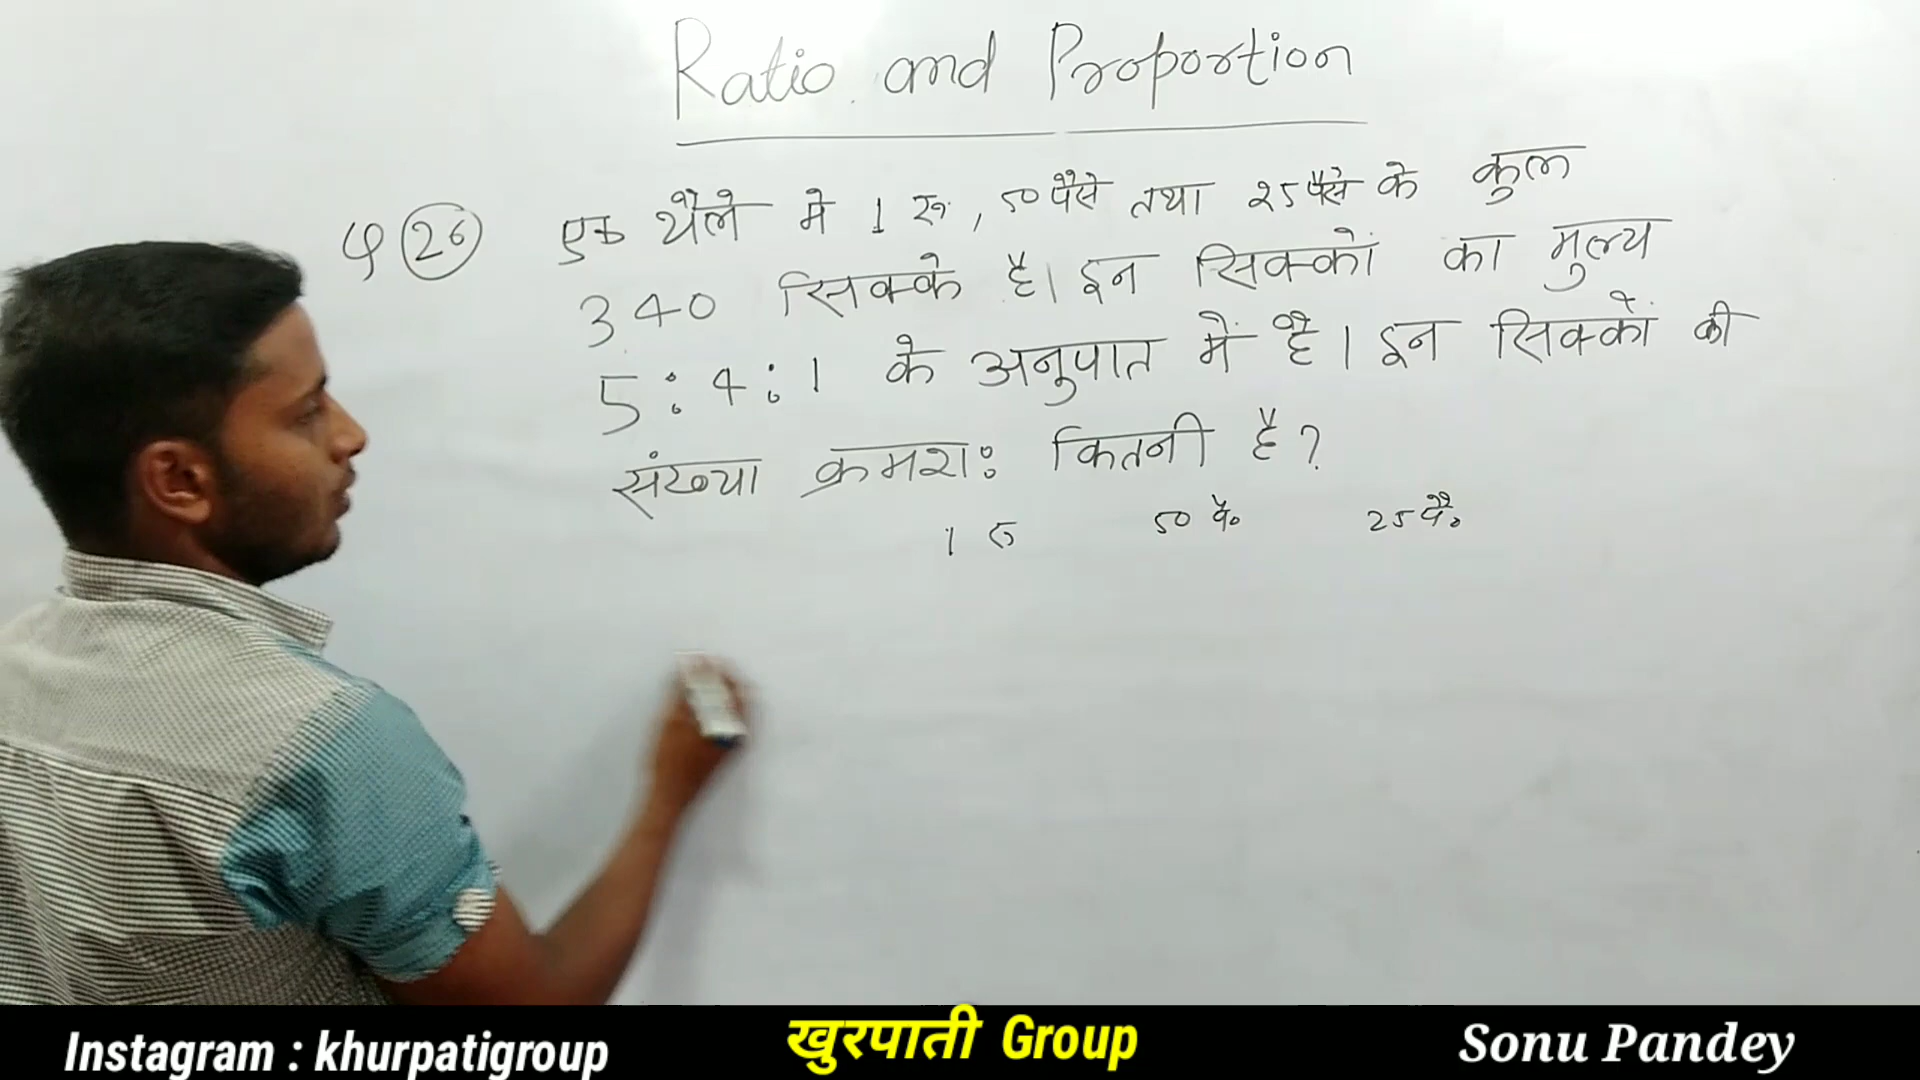 Ratio and Proportion
Q 26 एक थैले मे 1 रु, 50 पैसे तथा 25 पैसे के कुल
340 सिक्के है। इन सिक्कों का मुल्य
5 : 4 : 1 के अनुपात में है। इन सिक्कों की
संख्या क्रमशः कितनी है?
1 रु 50 पै० 25 पै०
Instagram : khurpatigroup खुरपाती Group Sonu Pandey